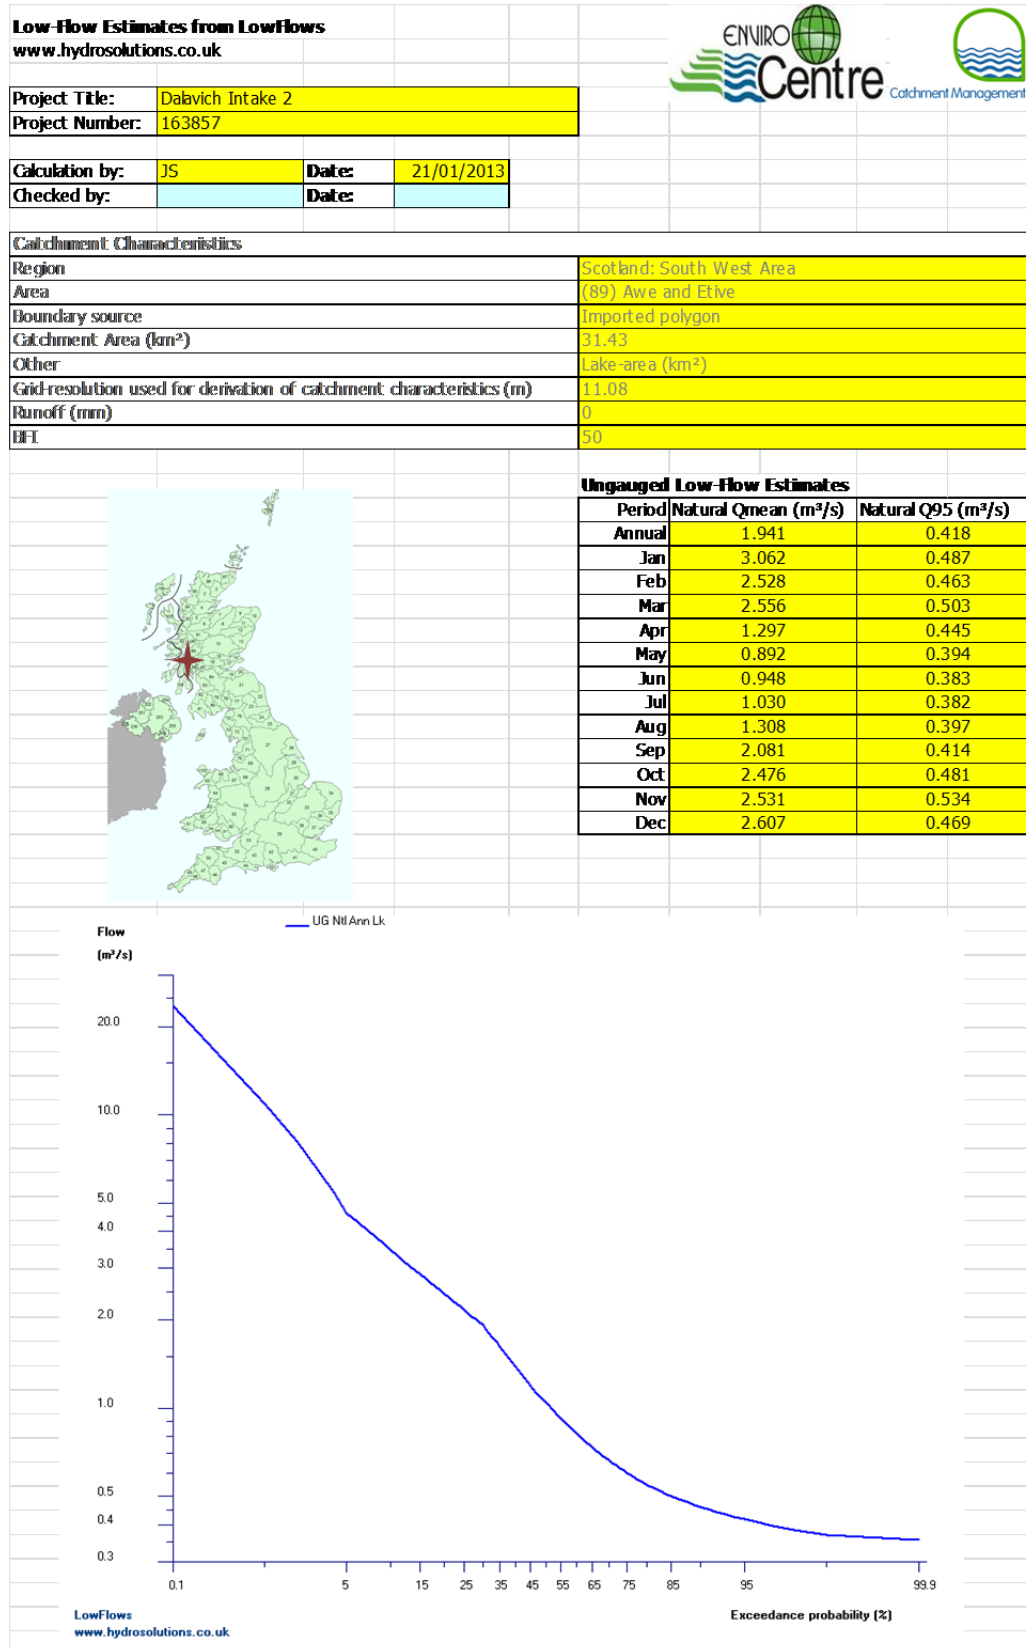 Low-Flow Estimates from LowFlows
www.hydrosolutions.co.uk
ENVIRO Centre Catchment Management
Project Title: Dalavich Intake 2
Project Number: 163857
Calculation by: JS Date: 21/01/2013
Checked by: Date:
Catchment Characteristics
Region Scotland: South West Area
Area (89) Awe and Etive
Boundary source Imported polygon
Catchment Area (km²) 31.43
Other Lake-area (km²)
Grid-resolution used for derivation of catchment characteristics (m) 11.08
Runoff (mm) 0
BFI 50
Ungauged Low-Flow Estimates
Period Natural Qmean (m³/s) Natural Q95 (m³/s)
Annual 1.941 0.418
Jan 3.062 0.487
Feb 2.528 0.463
Mar 2.556 0.503
Apr 1.297 0.445
May 0.892 0.394
Jun 0.948 0.383
Jul 1.030 0.382
Aug 1.308 0.397
Sep 2.081 0.414
Oct 2.476 0.481
Nov 2.531 0.534
Dec 2.607 0.469
UG Ntl Ann Lk
Flow
(m³/s)
20.0
10.0
5.0
4.0
3.0
2.0
1.0
0.5
0.4
0.3
0.1 5 15 25 35 45 55 65 75 85 95 99.9
LowFlows Exceedance probability (%)
www.hydrosolutions.co.uk